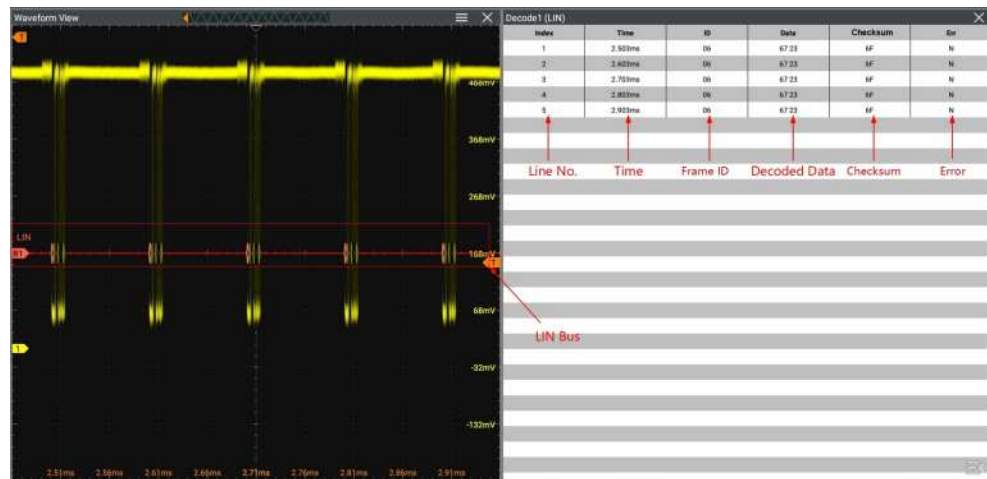 Waveform View
T
468mV
368mV
268mV
LIN
B1
168mV
T
68mV
1
-32mV
-132mV
2.51ms 2.56ms 2.61ms 2.66ms 2.71ms 2.76ms 2.81ms 2.86ms 2.91ms
Decode1 (LIN)
Index Time ID Data Checksum Err
1 2.503ms 06 67 23 6F N
2 2.603ms 06 67 23 6F N
3 2.703ms 06 67 23 6F N
4 2.803ms 06 67 23 6F N
5 2.903ms 06 67 23 6F N
Line No. Time Frame ID Decoded Data Checksum Error
LIN Bus